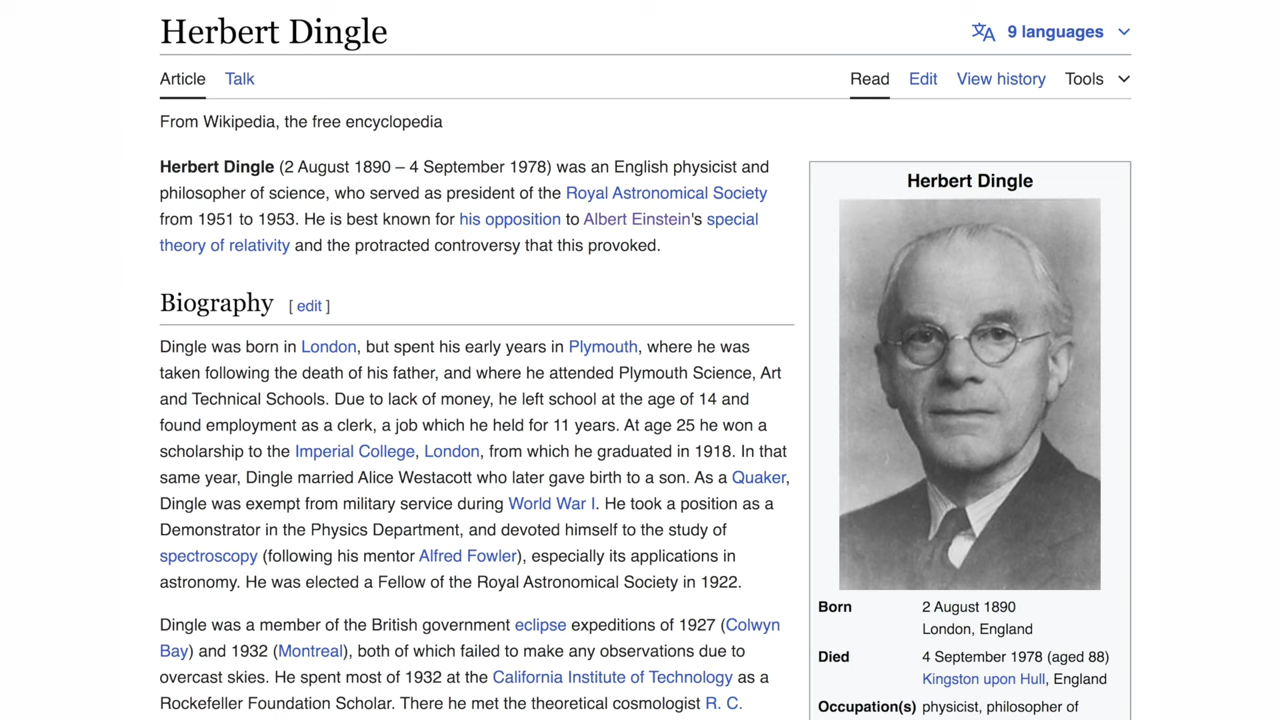 Herbert Dingle
9 languages
Article Talk Read Edit View history Tools
From Wikipedia, the free encyclopedia
Herbert Dingle (2 August 1890 – 4 September 1978) was an English physicist and
philosopher of science, who served as president of the Royal Astronomical Society
from 1951 to 1953. He is best known for his opposition to Albert Einstein's special
theory of relativity and the protracted controversy that this provoked.
Biography [ edit ]
Dingle was born in London, but spent his early years in Plymouth, where he was
taken following the death of his father, and where he attended Plymouth Science, Art
and Technical Schools. Due to lack of money, he left school at the age of 14 and
found employment as a clerk, a job which he held for 11 years. At age 25 he won a
scholarship to the Imperial College, London, from which he graduated in 1918. In that
same year, Dingle married Alice Westacott who later gave birth to a son. As a Quaker,
Dingle was exempt from military service during World War I. He took a position as a
Demonstrator in the Physics Department, and devoted himself to the study of
spectroscopy (following his mentor Alfred Fowler), especially its applications in
astronomy. He was elected a Fellow of the Royal Astronomical Society in 1922.
Dingle was a member of the British government eclipse expeditions of 1927 (Colwyn
Bay) and 1932 (Montreal), both of which failed to make any observations due to
overcast skies. He spent most of 1932 at the California Institute of Technology as a
Rockefeller Foundation Scholar. There he met the theoretical cosmologist R. C.
Herbert Dingle
Born 2 August 1890
London, England
Died 4 September 1978 (aged 88)
Kingston upon Hull, England
Occupation(s) physicist, philosopher of